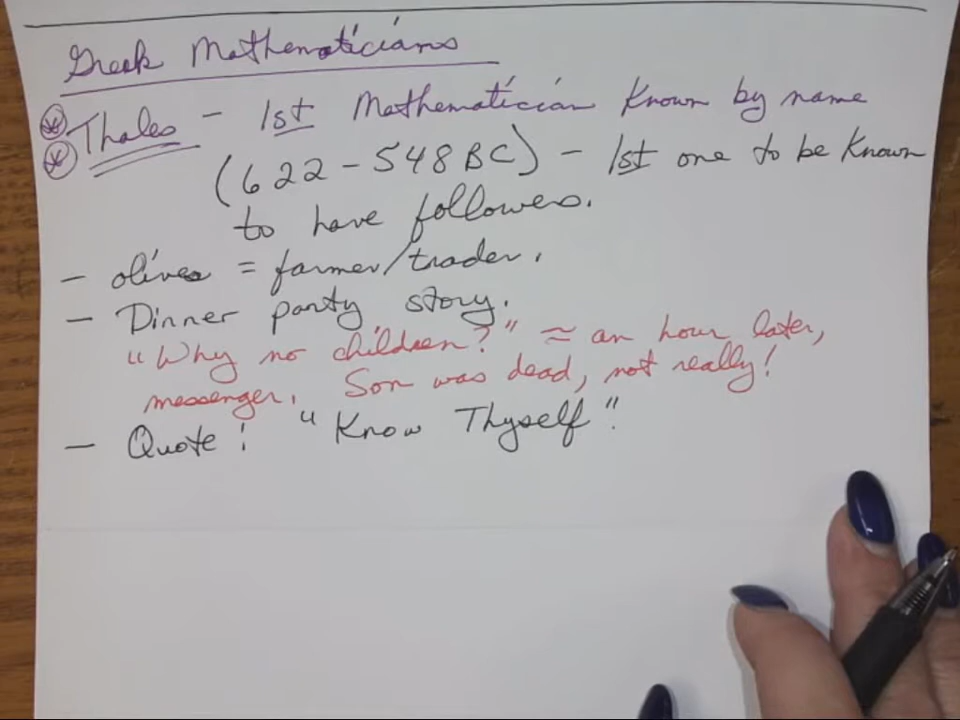 Greek Mathematicians
Thales - 1st Mathematician Known by name
(622 - 548 BC) - 1st one to be Known
to have followers.
- olives = farmer/trader.
- Dinner party story.
"Why no children?" ≈ an hour later,
messenger. Son was dead, not really!
- Quote: "Know Thyself"